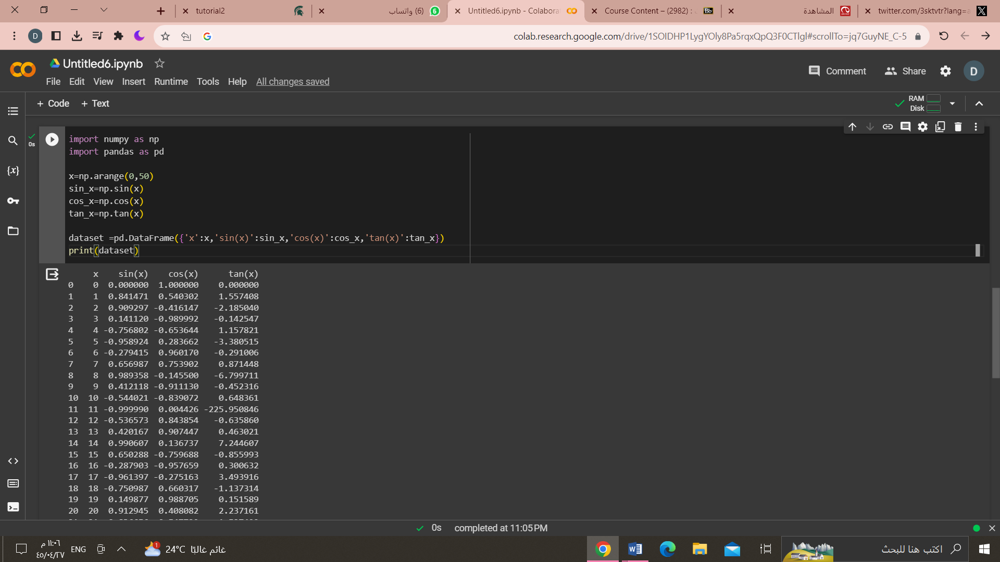 tutorial2
(6) واتساب
6
Untitled6.ipynb - Colabora
Course Content – (2982) :
Bb
المشاهدة
twitter.com/3sktvtr?lang=a
D
colab.research.google.com/drive/1SOIDHP1LygYOly8Pa5rqxQpQ3F0CTlgl#scrollTo=jq7GuyNE_C-5
Untitled6.ipynb
Comment
Share
D
File Edit View Insert Runtime Tools Help All changes saved
+ Code + Text
RAM
Disk
0s
{x}
import numpy as np
import pandas as pd
x=np.arange(0,50)
sin_x=np.sin(x)
cos_x=np.cos(x)
tan_x=np.tan(x)
dataset =pd.DataFrame({'x':x,'sin(x)':sin_x,'cos(x)':cos_x,'tan(x)':tan_x})
print(dataset)
x sin(x) cos(x) tan(x)
0 0 0.000000 1.000000 0.000000
1 1 0.841471 0.540302 1.557408
2 2 0.909297 -0.416147 -2.185040
3 3 0.141120 -0.989992 -0.142547
4 4 -0.756802 -0.653644 1.157821
5 5 -0.958924 0.283662 -3.380515
6 6 -0.279415 0.960170 -0.291006
7 7 0.656987 0.753902 0.871448
8 8 0.989358 -0.145500 -6.799711
9 9 0.412118 -0.911130 -0.452316
10 10 -0.544021 -0.839072 0.648361
11 11 -0.999990 0.004426 -225.950846
12 12 -0.536573 0.843854 -0.635860
13 13 0.420167 0.907447 0.463021
14 14 0.990607 0.136737 7.244607
15 15 0.650288 -0.759688 -0.855993
16 16 -0.287903 -0.957659 0.300632
17 17 -0.961397 -0.275163 3.493916
18 18 -0.750987 0.660317 -1.137314
19 19 0.149877 0.988705 0.151589
20 20 0.912945 0.408082 2.237161
0s completed at 11:05 PM
١١:٠٦ م
٤٥/٠٤/٢٧
ENG
1
24°C غائم غالبًا
اكتب هنا للبحث